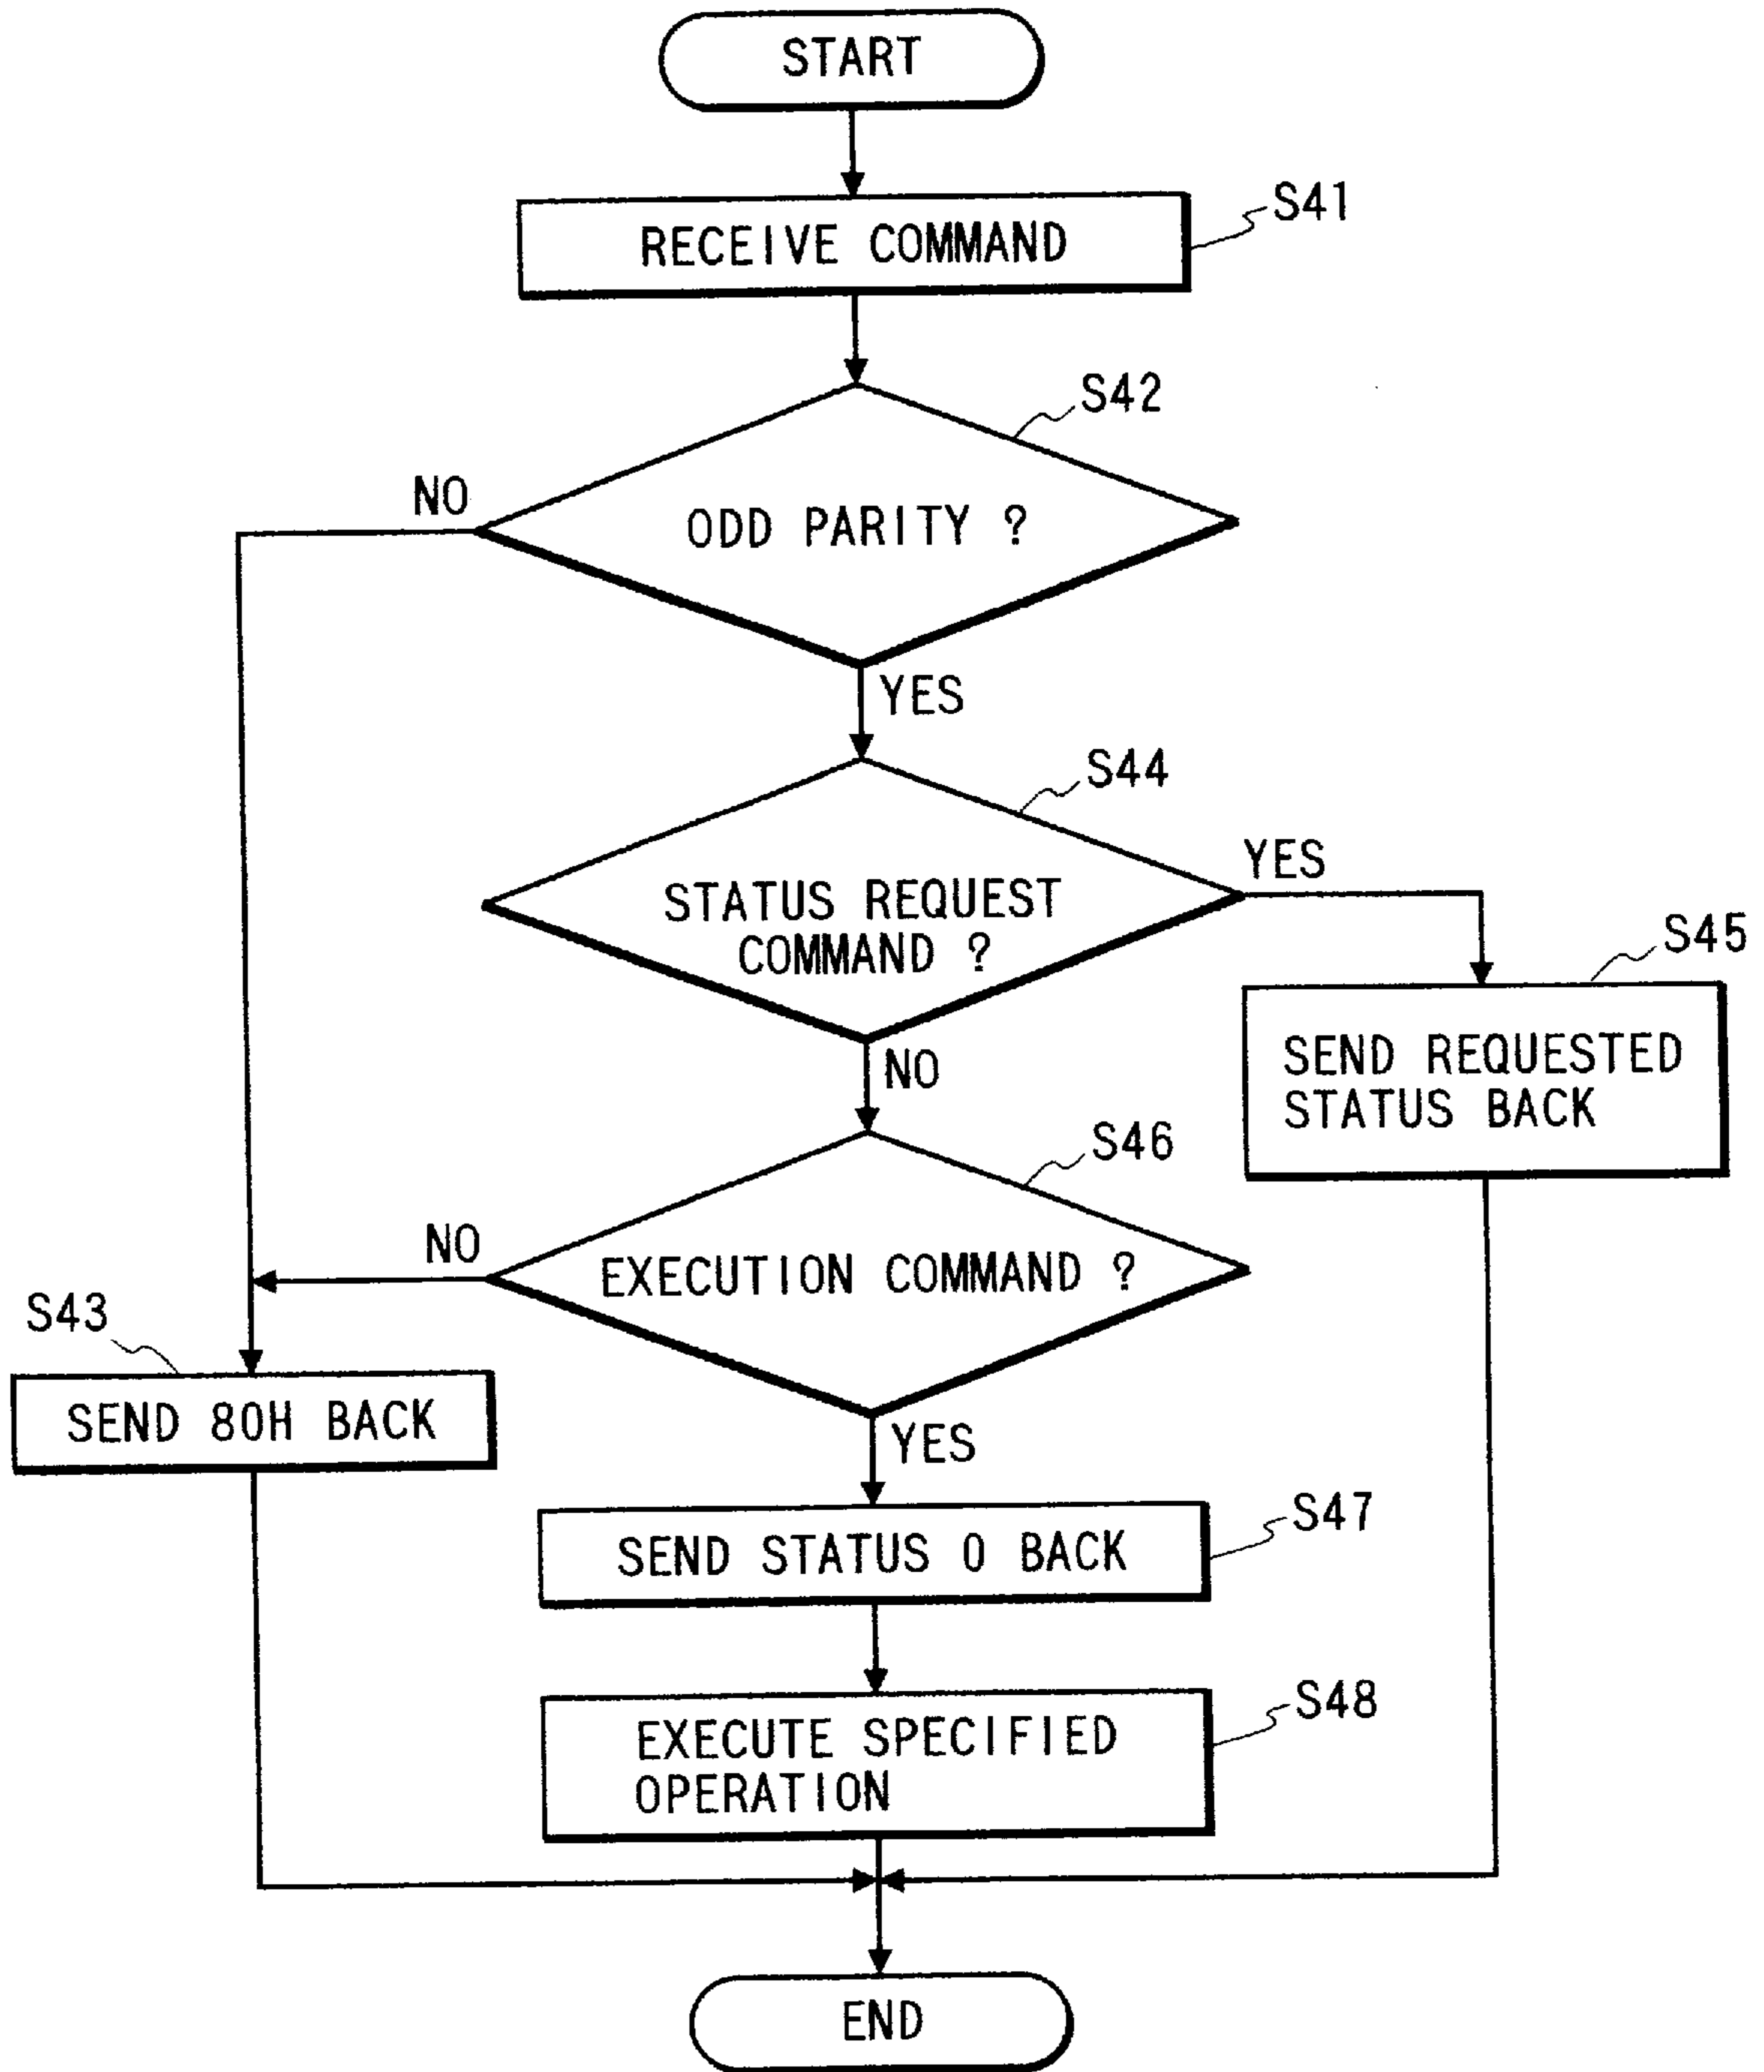 START
RECEIVE COMMAND
S41
S42
NO
ODD PARITY ?
YES
S44
YES
STATUS REQUEST
COMMAND ?
S45
SEND REQUESTED
STATUS BACK
NO
S46
NO
EXECUTION COMMAND ?
S43
SEND 80H BACK
YES
S47
SEND STATUS 0 BACK
S48
EXECUTE SPECIFIED
OPERATION
END